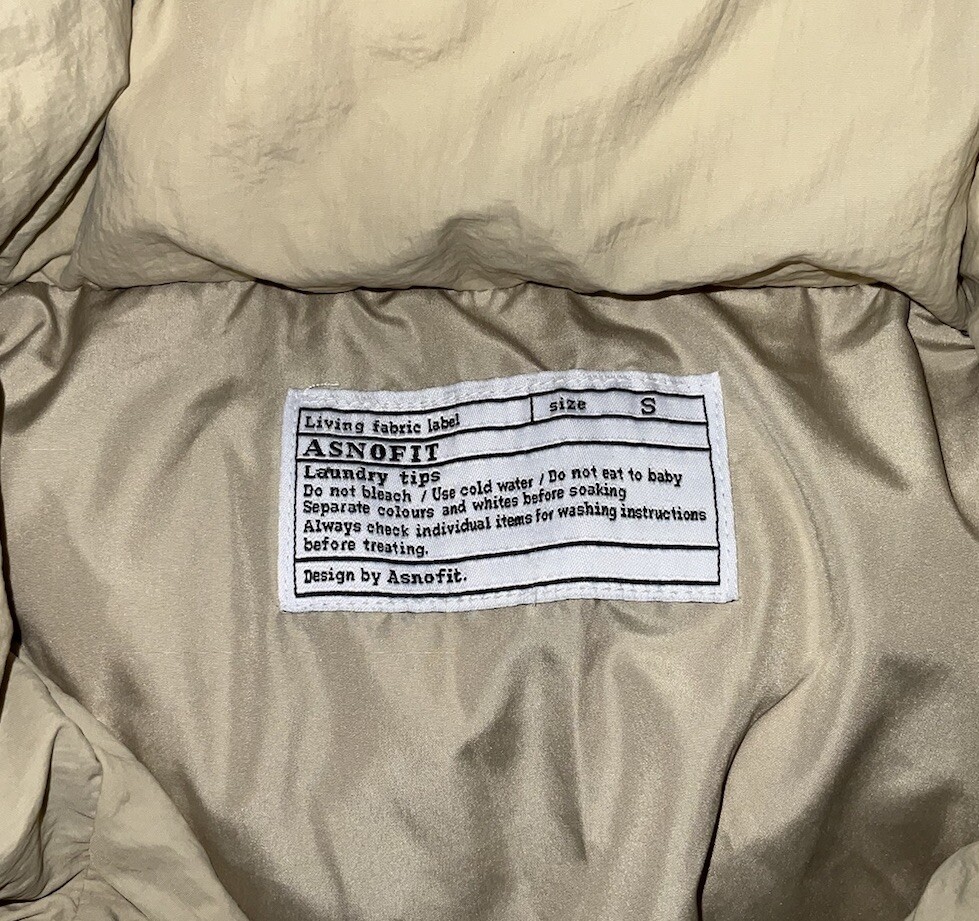 Living fabric label
size S
ASNOFIT
Laundry tips
Do not bleach / Use cold water / Do not eat to baby
Separate colours and whites before soaking
Always check individual items for washing instructions
before treating.
Design by Asnofit.